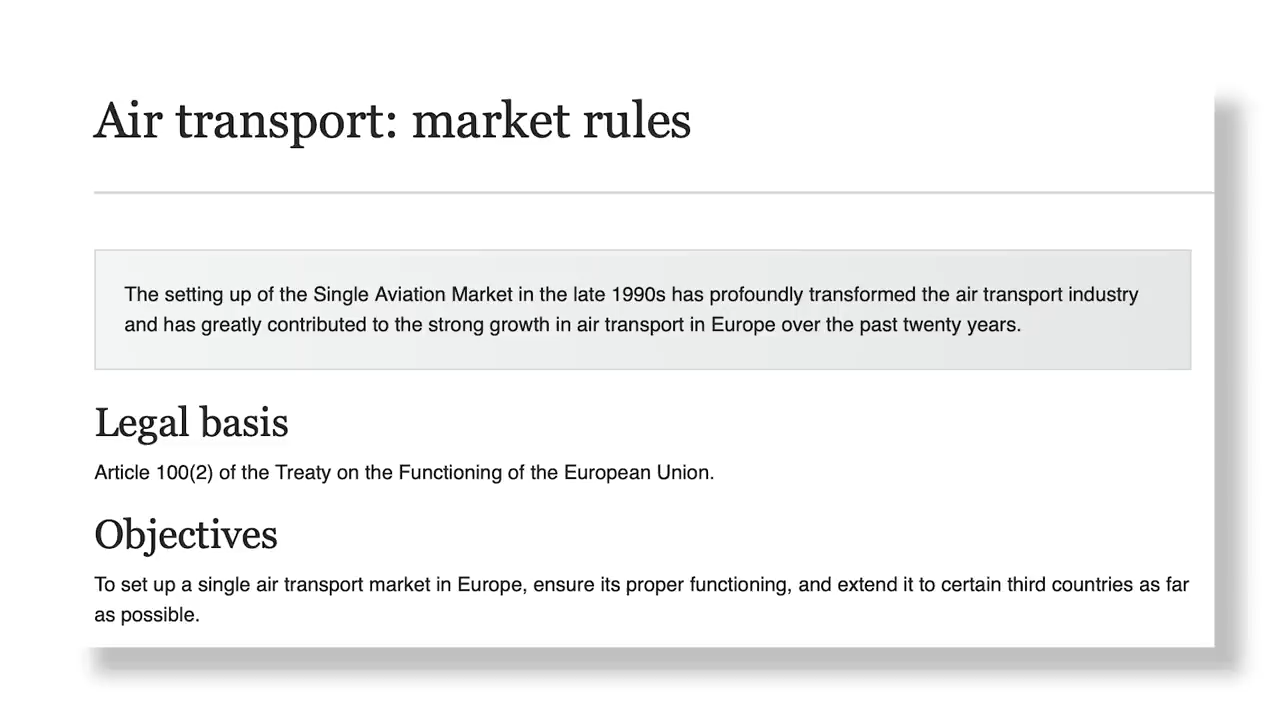 Air transport: market rules
The setting up of the Single Aviation Market in the late 1990s has profoundly transformed the air transport industry
and has greatly contributed to the strong growth in air transport in Europe over the past twenty years.
Legal basis
Article 100(2) of the Treaty on the Functioning of the European Union.
Objectives
To set up a single air transport market in Europe, ensure its proper functioning, and extend it to certain third countries as far
as possible.